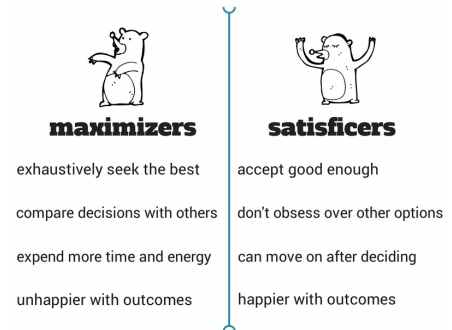 maximizers
exhaustively seek the best
compare decisions with others
expend more time and energy
unhappier with outcomes
satisficers
accept good enough
don't obsess over other options
can move on after deciding
happier with outcomes